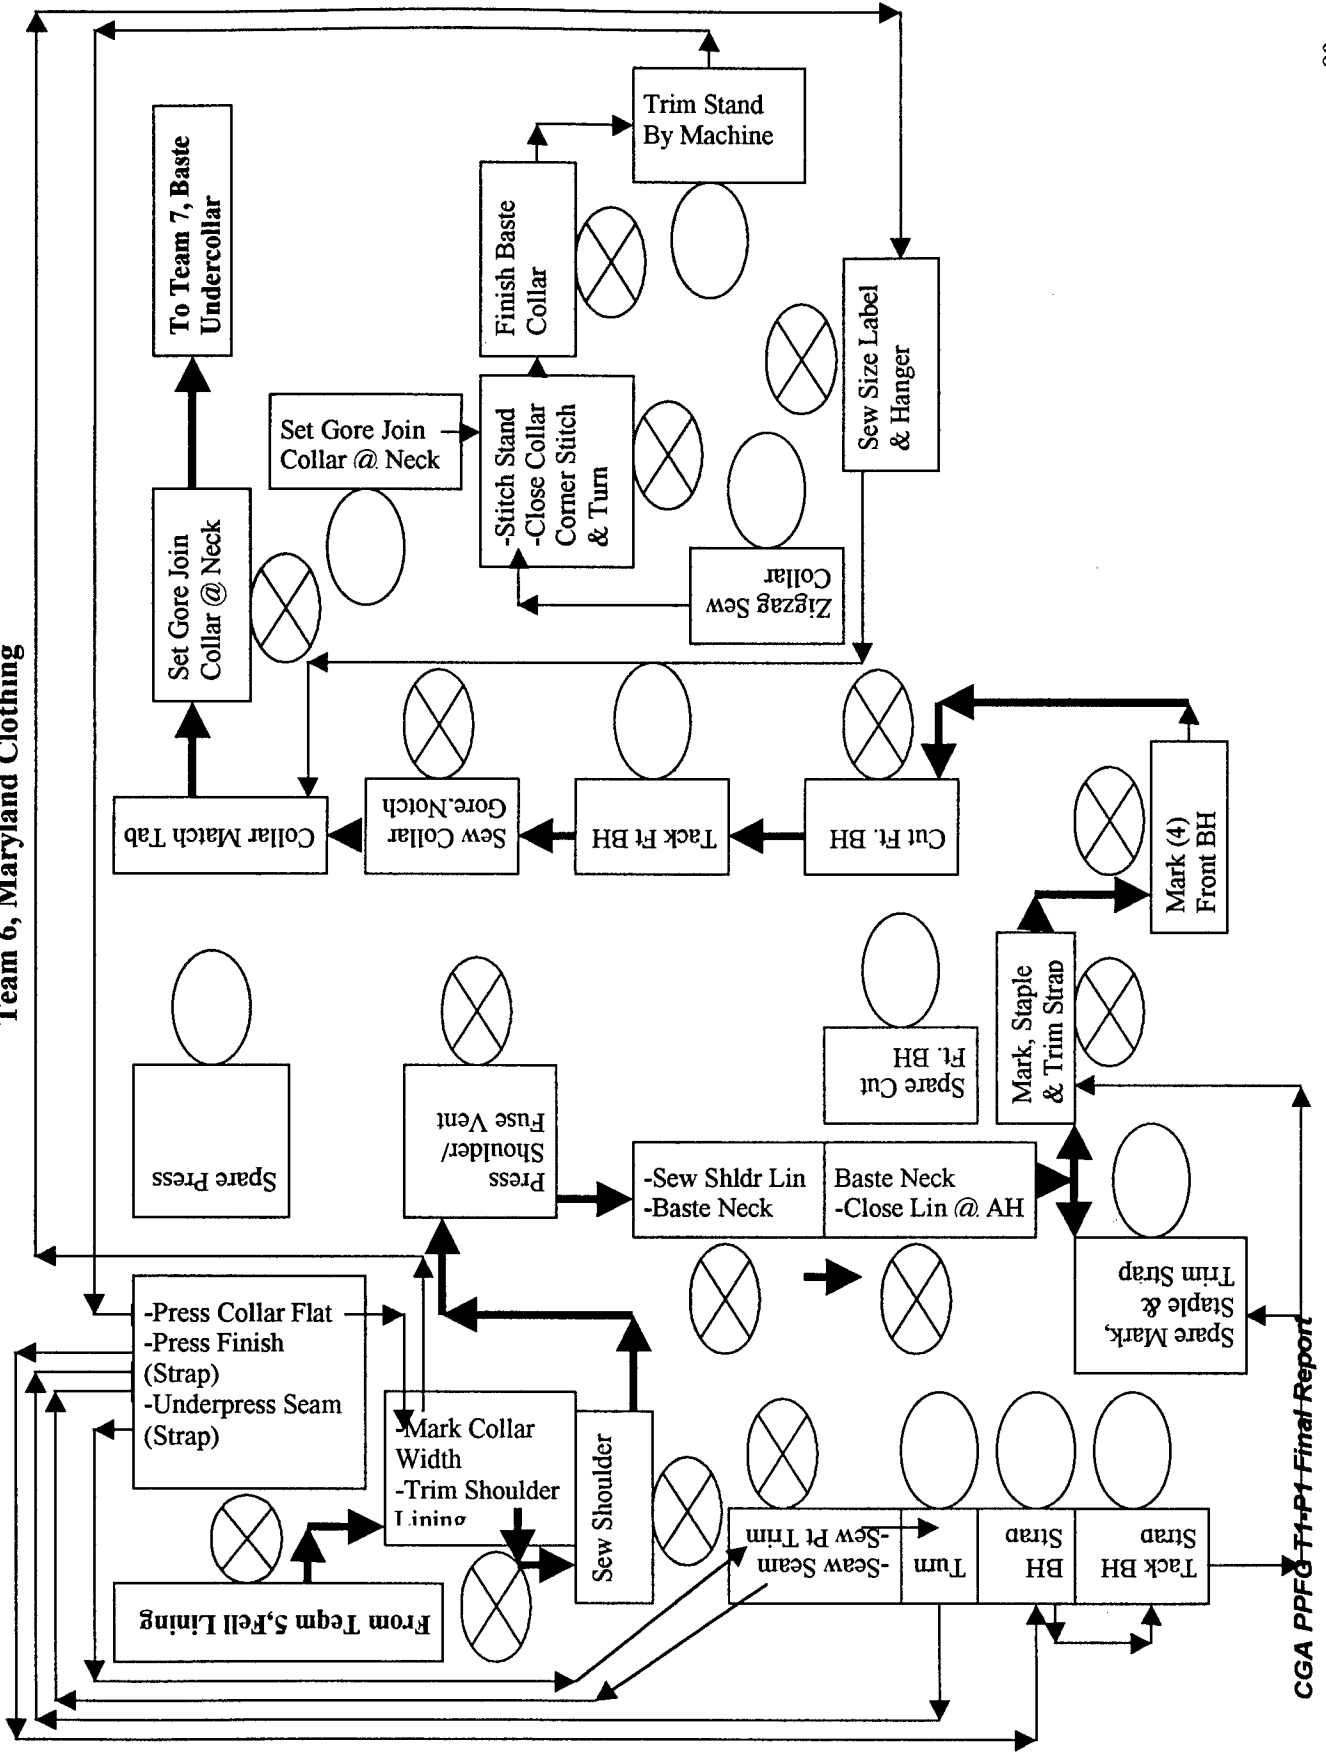 Team 6, Maryland Clothing
Trim Stand
By Machine
To Team 7, Baste
Undercollar
Finish Baste
Collar
Sew Size Label
& Hanger
Set Gore Join
Collar @ Neck
-Stitch Stand
-Close Collar
Corner Stitch
& Turn
Set Gore Join
Collar @ Neck
Zigzag Sew
Collar
Collar Match Tab
Sew Collar
Gore.Notch
Tack Ft BH
Cut Ft. BH
Mark (4)
Front BH
Mark, Staple
& Trim Strap
Spare Cut
Ft. BH
Spare Press
Press
Shoulder/
Fuse Vent
-Sew Shldr Lin
-Baste Neck
Baste Neck
-Close Lin @ AH
Spare Mark,
Staple &
Trim Strap
-Press Collar Flat
-Press Finish
(Strap)
-Underpress Seam
(Strap)
-Mark Collar
Width
-Trim Shoulder
Lining
Sew Shoulder
From Teqm 5,Fell Lining
-Seaw Seam
-Sew Pt Trim
Turn
BH
Strap
Tack BH
Strap
CGA PPFG T1-P1 Final Report